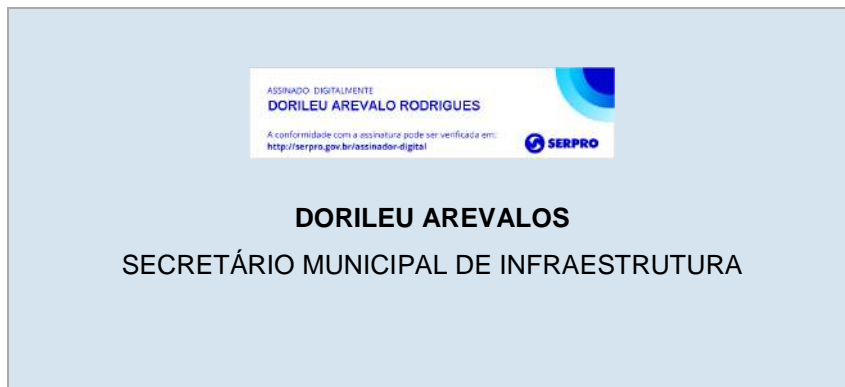 ASSINADO DIGITALMENTE
DORILEU AREVALO RODRIGUES
A conformidade com a assinatura pode ser verificada em:
http://serpro.gov.br/assinador-digital
SERPRO
DORILEU AREVALOS
SECRETÁRIO MUNICIPAL DE INFRAESTRUTURA